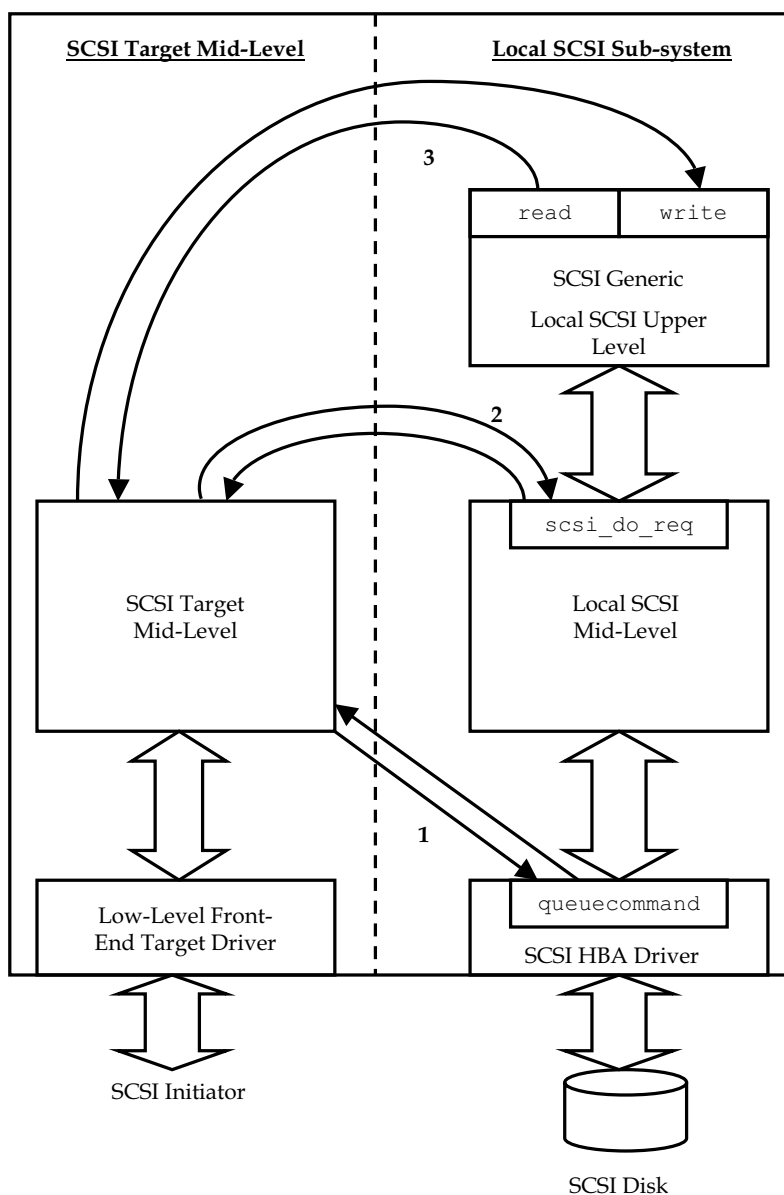 SCSI Target Mid-Level
Local SCSI Sub-system
3
read
write
SCSI Generic
Local SCSI Upper
Level
2
scsi_do_req
SCSI Target
Mid-Level
Local SCSI
Mid-Level
1
queuecommand
Low-Level Front-
End Target Driver
SCSI HBA Driver
SCSI Initiator
SCSI Disk